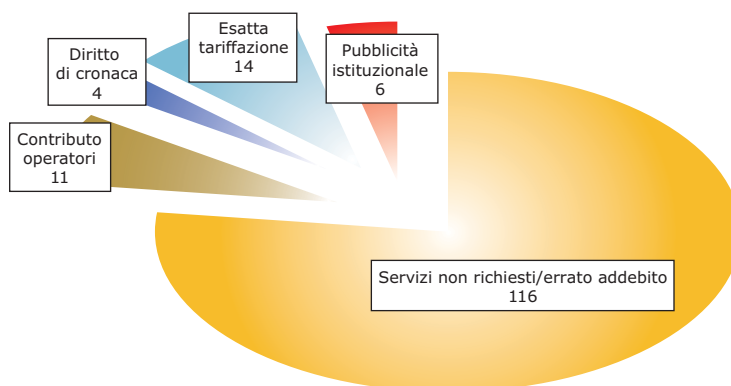 Esatta
tariffazione
14
Pubblicità
istituzionale
6
Diritto
di cronaca
4
Contributo
operatori
11
Servizi non richiesti/errato addebito
116